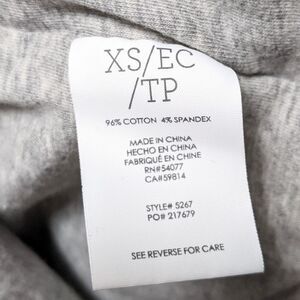 XS/EC
/TP
96% COTTON 4% SPANDEX
MADE IN CHINA
HECHO EN CHINA
FABRIQUÉ EN CHINE
RN#54077
CA#59814
STYLE# 5267
PO# 217679
SEE REVERSE FOR CARE